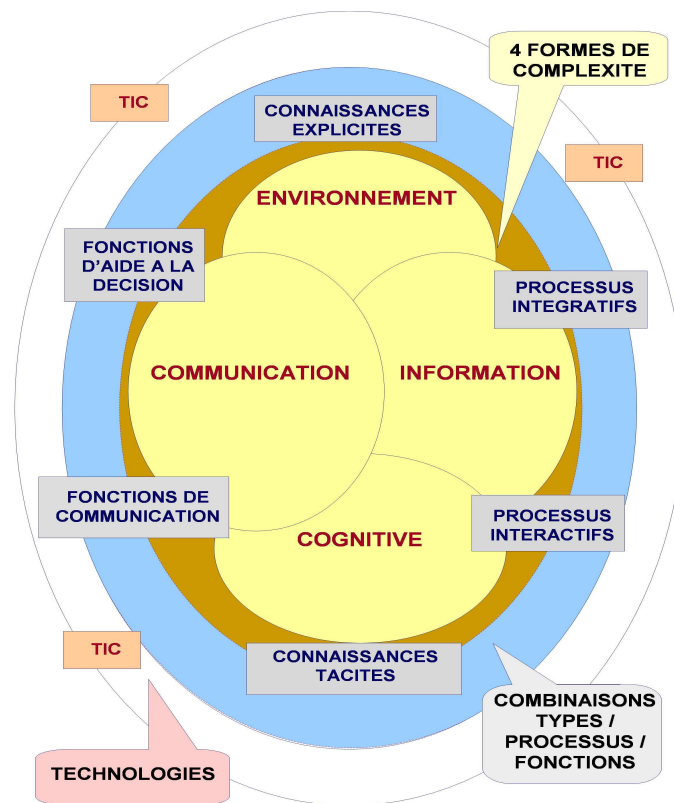 4 FORMES DE
COMPLEXITE
TIC
CONNAISSANCES
EXPLICITES
TIC
ENVIRONNEMENT
FONCTIONS
D'AIDE A LA
DECISION
PROCESSUS
INTEGRATIFS
COMMUNICATION
INFORMATION
FONCTIONS DE
COMMUNICATION
PROCESSUS
INTERACTIFS
COGNITIVE
TIC
CONNAISSANCES
TACITES
COMBINAISONS
TYPES /
PROCESSUS /
FONCTIONS
TECHNOLOGIES